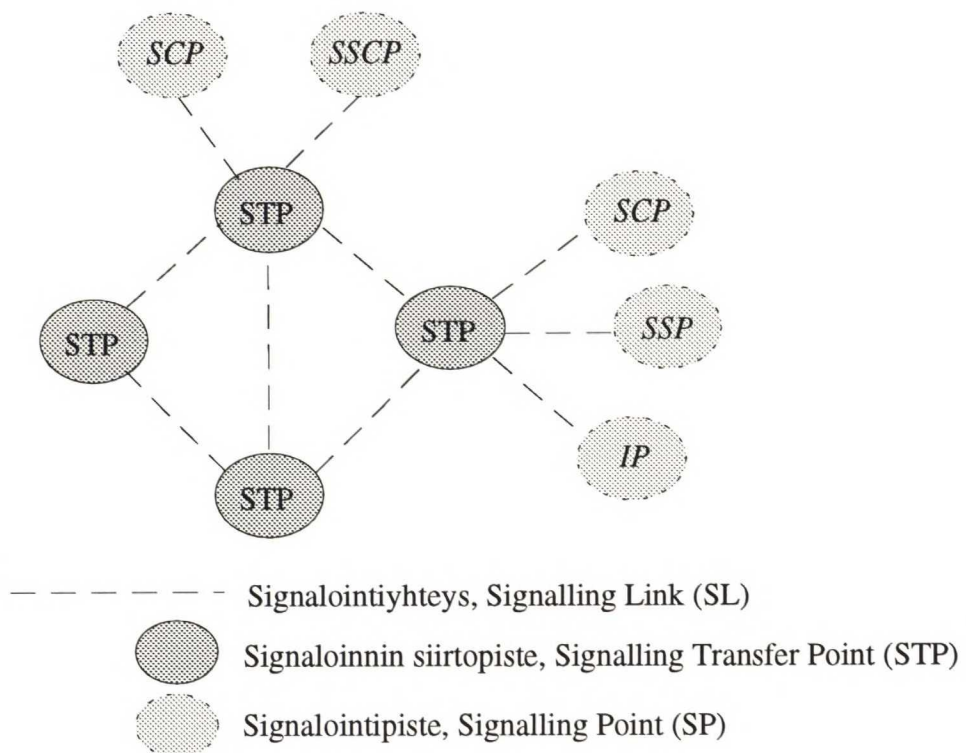 SCP
SSCP
STP
SCP
STP
SSP
STP
IP
STP
Signalointiyhteys, Signalling Link (SL)
Signaloinnin siirtopiste, Signalling Transfer Point (STP)
Signalointipiste, Signalling Point (SP)